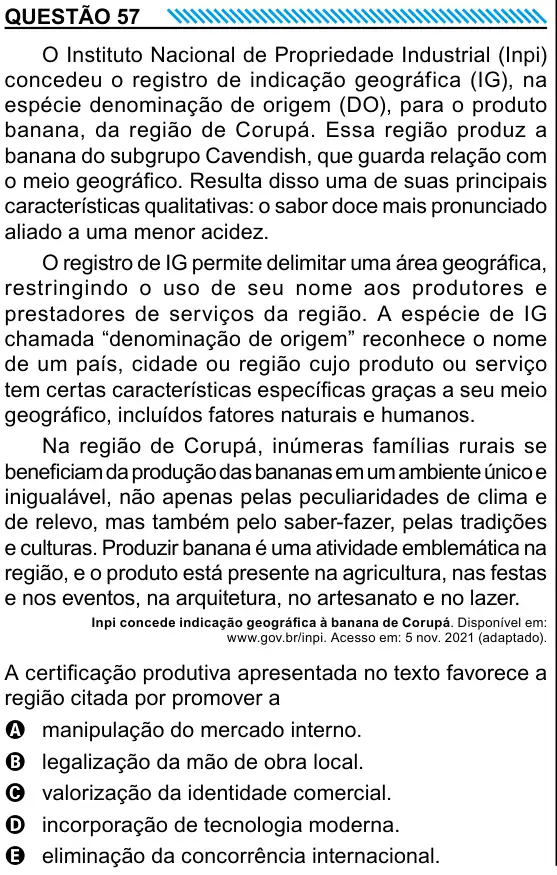 QUESTÃO 57
O Instituto Nacional de Propriedade Industrial (Inpi)
concedeu o registro de indicação geográfica (IG), na
espécie denominação de origem (DO), para o produto
banana, da região de Corupá. Essa região produz a
banana do subgrupo Cavendish, que guarda relação com
o meio geográfico. Resulta disso uma de suas principais
características qualitativas: o sabor doce mais pronunciado
aliado a uma menor acidez.
O registro de IG permite delimitar uma área geográfica,
restringindo o uso de seu nome aos produtores e
prestadores de serviços da região. A espécie de IG
chamada “denominação de origem” reconhece o nome
de um país, cidade ou região cujo produto ou serviço
tem certas características específicas graças a seu meio
geográfico, incluídos fatores naturais e humanos.
Na região de Corupá, inúmeras famílias rurais se
beneficiam da produção das bananas em um ambiente único e
inigualável, não apenas pelas peculiaridades de clima e
de relevo, mas também pelo saber-fazer, pelas tradições
e culturas. Produzir banana é uma atividade emblemática na
região, e o produto está presente na agricultura, nas festas
e nos eventos, na arquitetura, no artesanato e no lazer.
Inpi concede indicação geográfica à banana de Corupá. Disponível em:
www.gov.br/inpi. Acesso em: 5 nov. 2021 (adaptado).
A certificação produtiva apresentada no texto favorece a
região citada por promover a
A manipulação do mercado interno.
B legalização da mão de obra local.
C valorização da identidade comercial.
D incorporação de tecnologia moderna.
E eliminação da concorrência internacional.